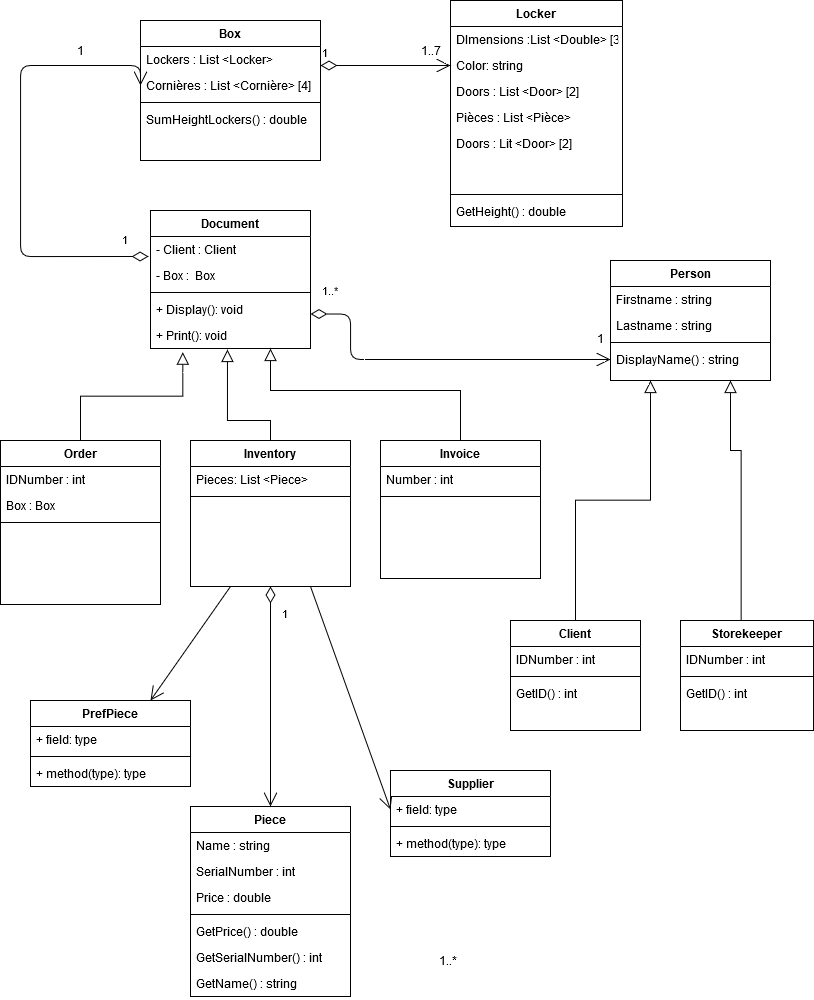 Locker
DImensions :List <Double> [3
Color: string
Doors : List <Door> [2]
Pièces : List <Pièce>
Doors : Lit <Door> [2]
GetHeight() : double
Box
Lockers : List <Locker>
Cornières : List <Cornière> [4]
SumHeightLockers() : double
1
1
1..7
Document
- Client : Client
- Box :  Box
+ Display(): void
+ Print(): void
1
1..*
1
Person
Firstname : string
Lastname : string
DisplayName() : string
Order
IDNumber : int
Box : Box
Inventory
Pieces: List <Piece>
Invoice
Number : int
1
Client
IDNumber : int
GetID() : int
Storekeeper
IDNumber : int
GetID() : int
PrefPiece
+ field: type
+ method(type): type
Supplier
+ field: type
+ method(type): type
Piece
Name : string
SerialNumber : int
Price : double
GetPrice() : double
GetSerialNumber() : int
GetName() : string
1..*